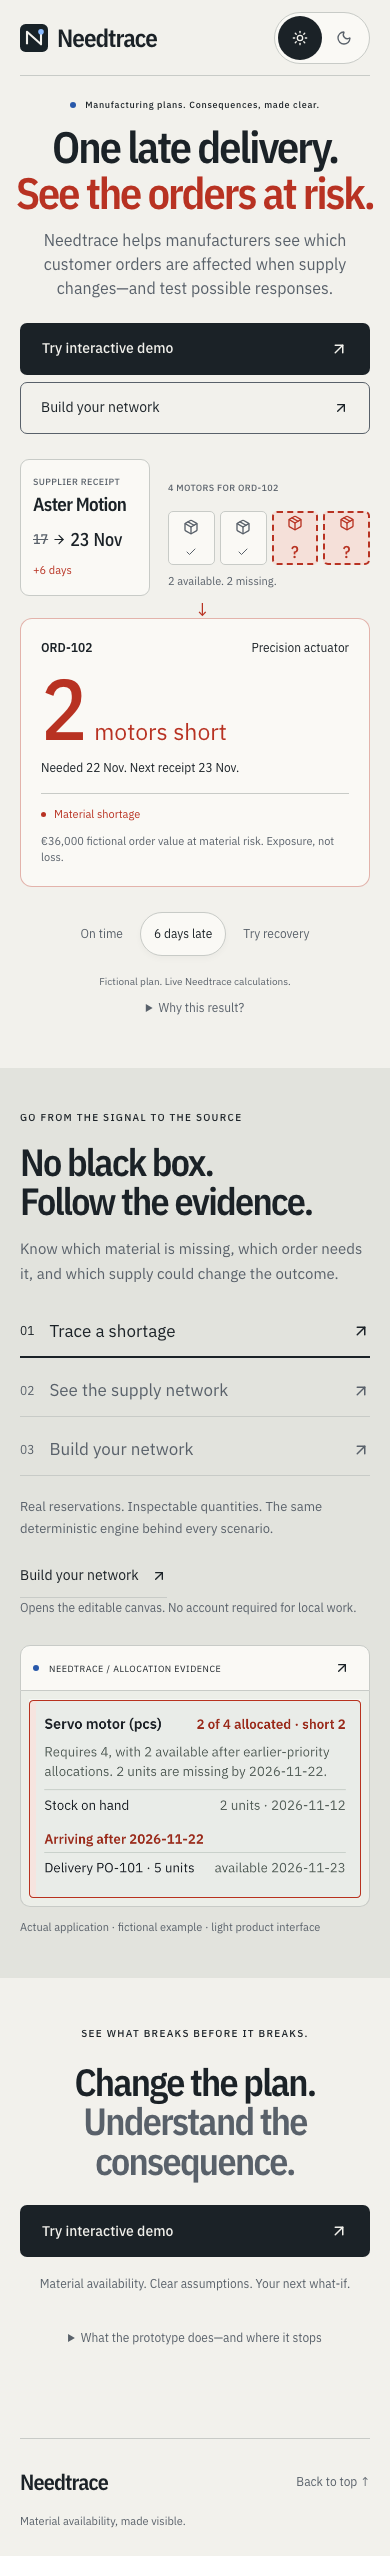 Needtrace
Manufacturing plans. Consequences, made clear.
One late delivery.
See the orders at risk.
Needtrace helps manufacturers see which
customer orders are affected when supply
changes—and test possible responses.
Try interactive demo
Build your network
SUPPLIER RECEIPT
Aster Motion
17 → 23 Nov
+6 days
4 MOTORS FOR ORD-102
? ?
2 available. 2 missing.
↓
ORD-102 Precision actuator
2 motors short
Needed 22 Nov. Next receipt 23 Nov.
Material shortage
€36,000 fictional order value at material risk. Exposure, not
loss.
On time 6 days late Try recovery
Fictional plan. Live Needtrace calculations.
▶ Why this result?
GO FROM THE SIGNAL TO THE SOURCE
No black box.
Follow the evidence.
Know which material is missing, which order needs
it, and which supply could change the outcome.
01 Trace a shortage
02 See the supply network
03 Build your network
Real reservations. Inspectable quantities. The same
deterministic engine behind every scenario.
Build your network
Opens the editable canvas. No account required for local work.
NEEDTRACE / ALLOCATION EVIDENCE
Servo motor (pcs) 2 of 4 allocated · short 2
Requires 4, with 2 available after earlier-priority
allocations. 2 units are missing by 2026-11-22.
Stock on hand 2 units · 2026-11-12
Arriving after 2026-11-22
Delivery PO-101 · 5 units available 2026-11-23
Actual application · fictional example · light product interface
SEE WHAT BREAKS BEFORE IT BREAKS.
Change the plan.
Understand the
consequence.
Try interactive demo
Material availability. Clear assumptions. Your next what-if.
▶ What the prototype does—and where it stops
Needtrace
Back to top ↑
Material availability, made visible.